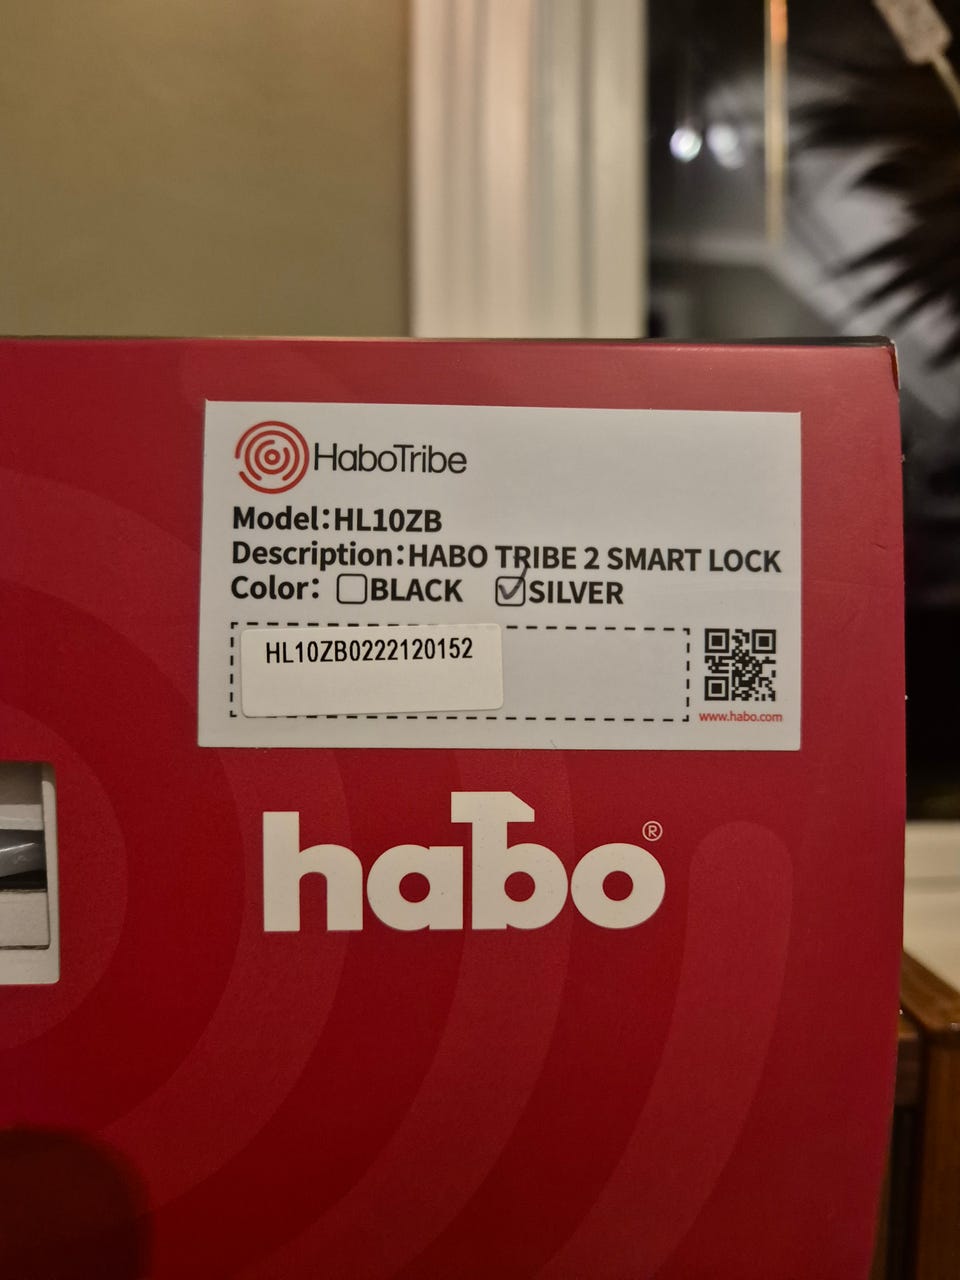 HaboTribe
Model:HL10ZB
Description:HABO TRIBE 2 SMART LOCK
Color: BLACK SILVER
HL10ZB0222120152
www.habo.com
habo®